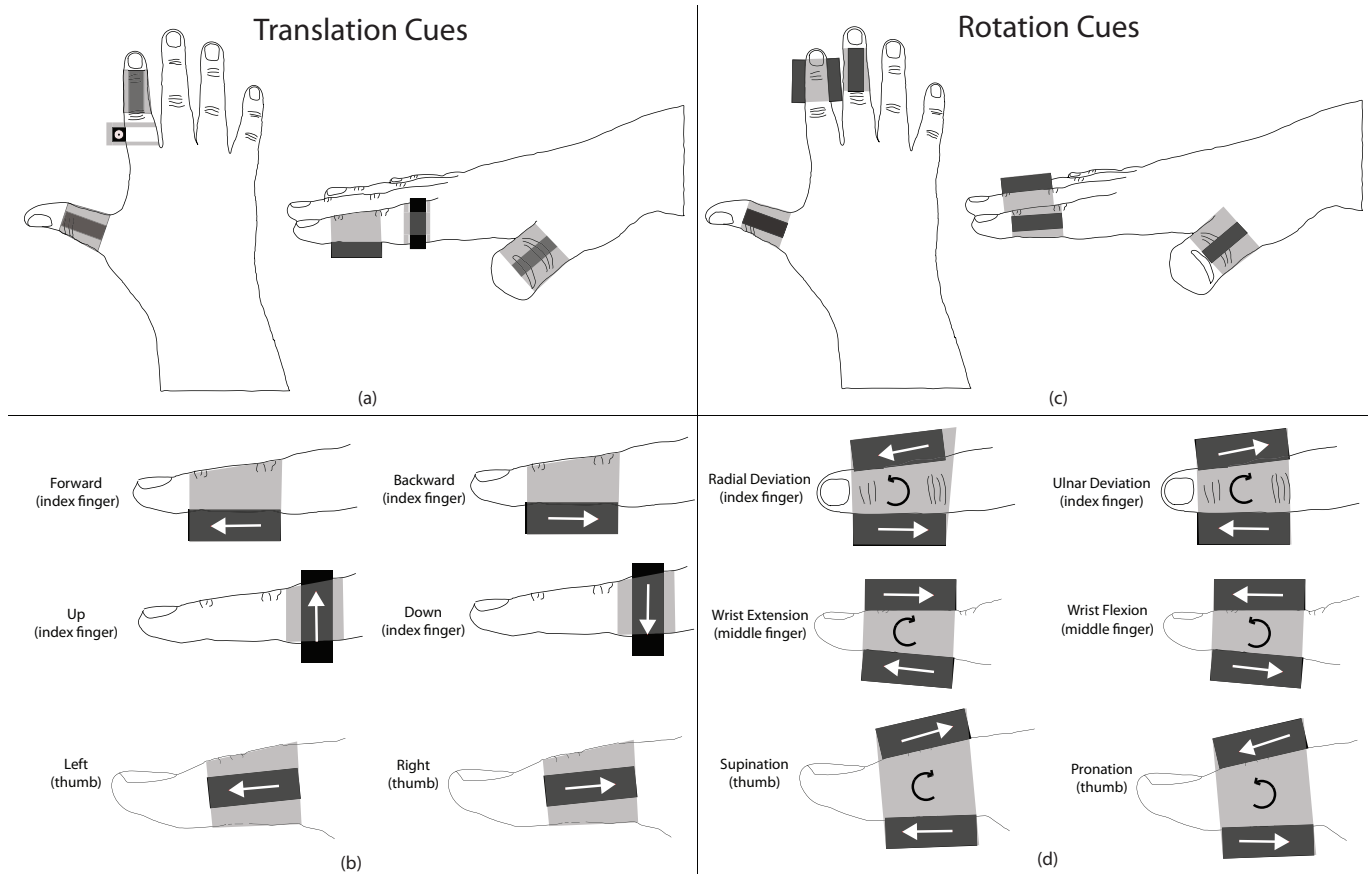 Translation Cues
(a)
Rotation Cues
(c)
Forward
(index finger)
Backward
(index finger)
Up
(index finger)
Down
(index finger)
Left
(thumb)
Right
(thumb)
(b)
Radial Deviation
(index finger)
Ulnar Deviation
(index finger)
Wrist Extension
(middle finger)
Wrist Flexion
(middle finger)
Supination
(thumb)
Pronation
(thumb)
(d)